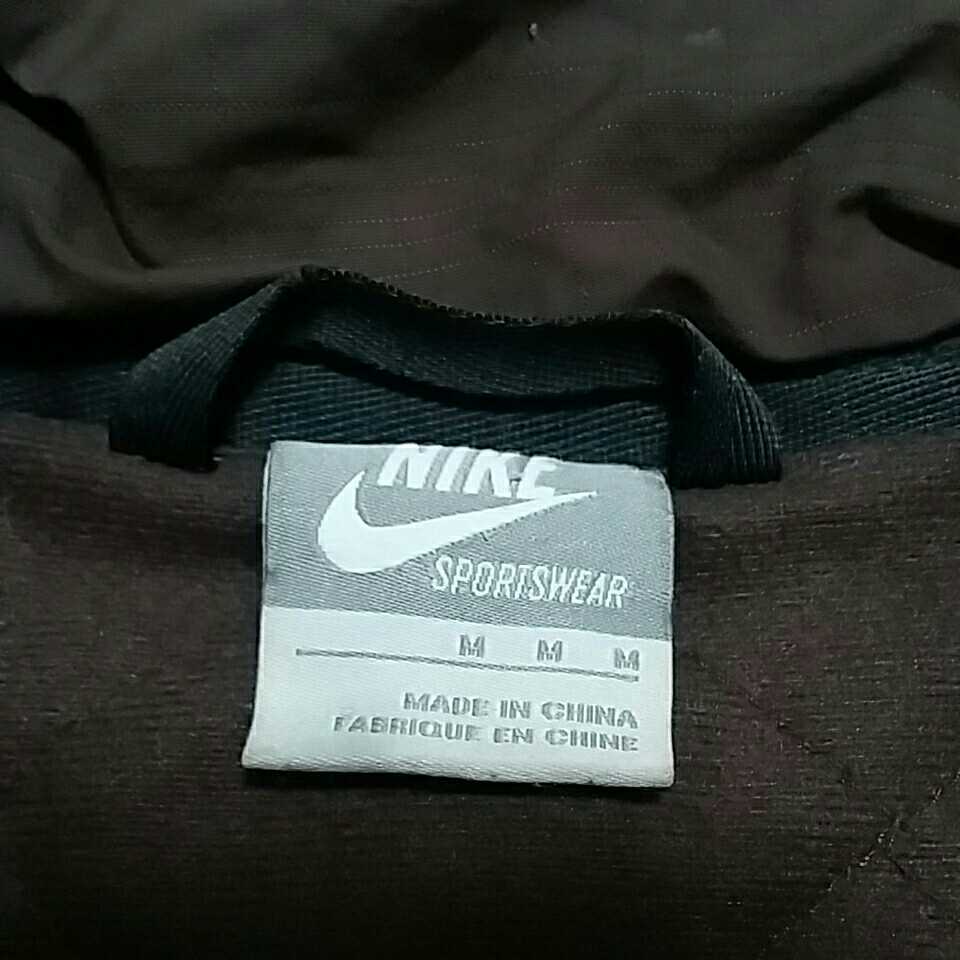 NIKE
SPORTSWEAR
M M M
MADE IN CHINA
FABRIQUE EN CHINE